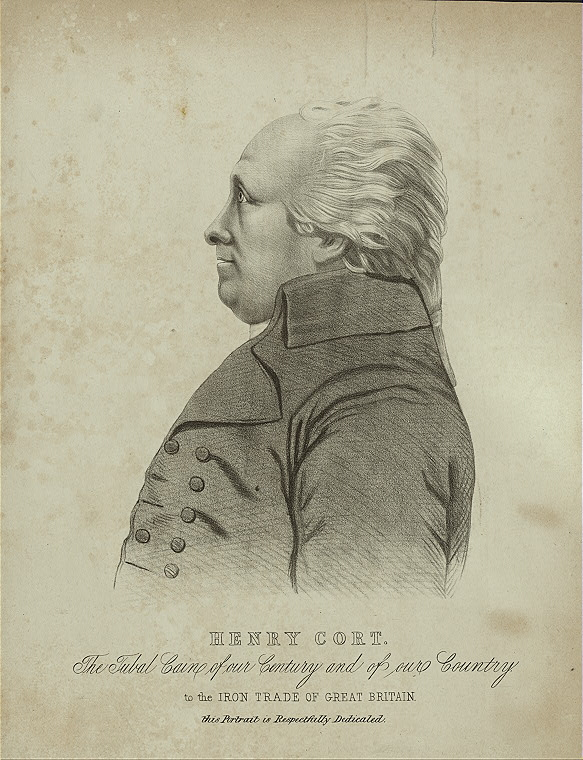 HENRY CORT.
The Tubal Caine of our Century and of our Country
to the IRON TRADE OF GREAT BRITAIN.
this Portrait is Respectfully Dedicated.